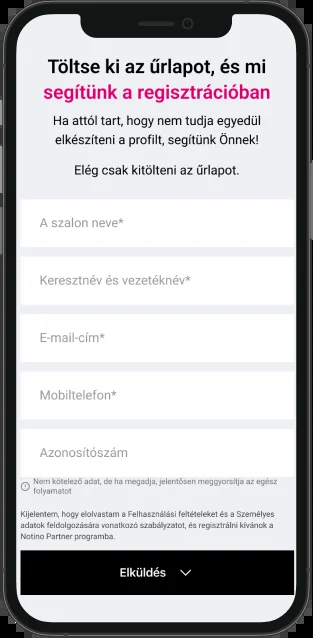 Töltse ki az űrlapot, és mi
segítünk a regisztrációban
Ha attól tart, hogy nem tudja egyedül
elkészíteni a profilt, segítünk Önnek!
Elég csak kitölteni az űrlapot.
A szalon neve*
Keresztnév és vezetéknév*
E-mail-cím*
Mobiltelefon*
Azonosítószám
Nem kötelező adat, de ha megadja, jelentősen meggyorsítja az egész
folyamatot
Kijelentem, hogy elolvastam a Felhasználási feltételeket és a Személyes
adatok feldolgozására vonatkozó szabályzatot, és regisztrálni kívánok a
Notino Partner programba.
Elküldés